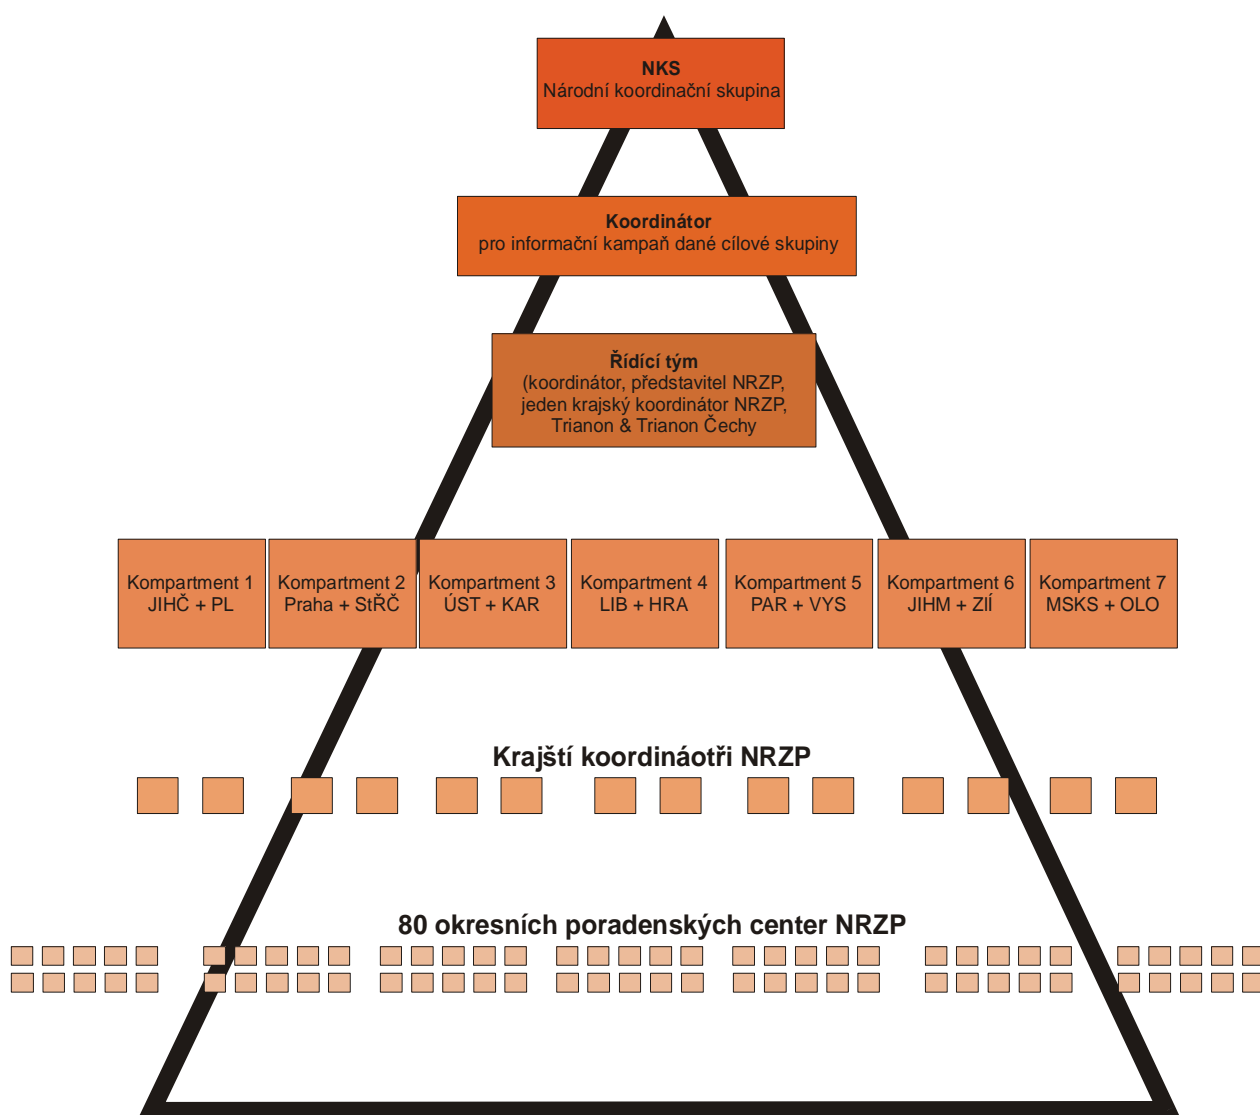 NKS
Národní koordinační skupina
Koordinátor
pro informační kampaň dané cílové skupiny
Řídící tým
(koordinátor, představitel NRZP,
jeden krajský koordinátor NRZP,
Trianon & Trianon Čechy
Kompartment 1
JIHČ + PL
Kompartment 2
Praha + StŘČ
Kompartment 3
ÚST + KAR
Kompartment 4
LIB + HRA
Kompartment 5
PAR + VYS
Kompartment 6
JIHM + ZlÍ
Kompartment 7
MSKS + OLO
Krajští koordináotři NRZP
80 okresních poradenských center NRZP